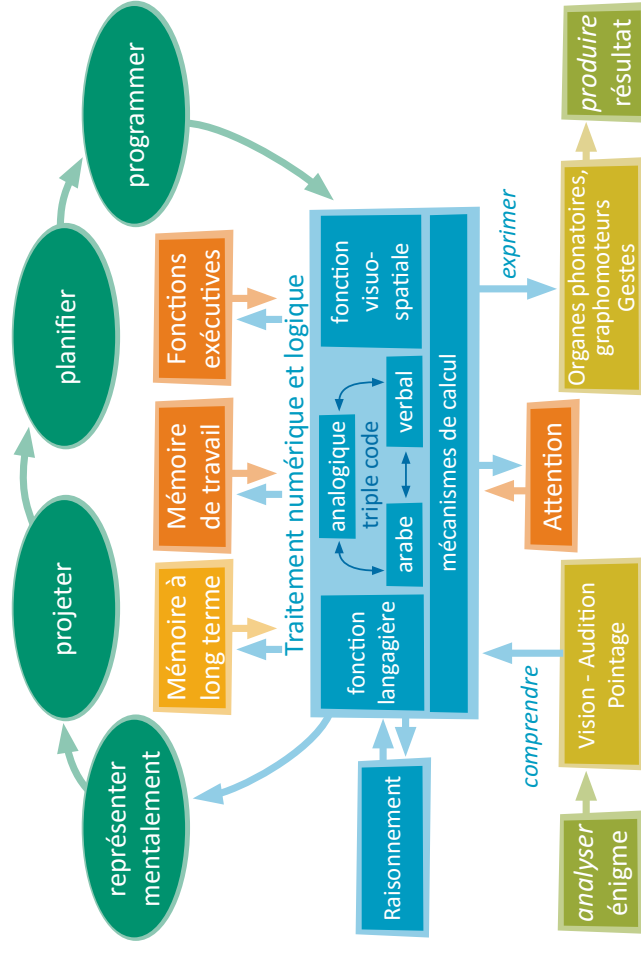 représenter
mentalement
projeter
planifier
programmer
Mémoire à
long terme
Mémoire
de travail
Fonctions
exécutives
Traitement numérique et logique
Raisonnement
fonction
langagière
analogique
triple code
arabe
verbal
fonction
visuo-
spatiale
mécanismes de calcul
comprendre
exprimer
Attention
analyser
énigme
Vision - Audition
Pointage
Organes phonatoires,
graphomoteurs
Gestes
produire
résultat